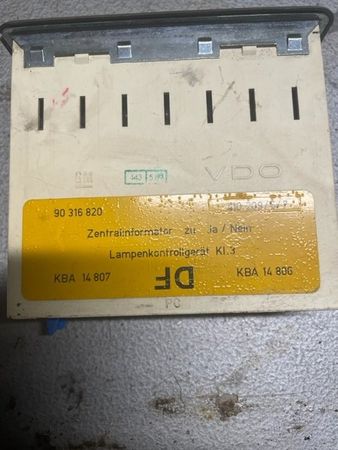 GM
443
VDO
90 316 820
Zentralinformator zu Ja/Nein
Lampenkontrollgerät Kl.3
KBA 14 807
DF
KBA 14 806
PC